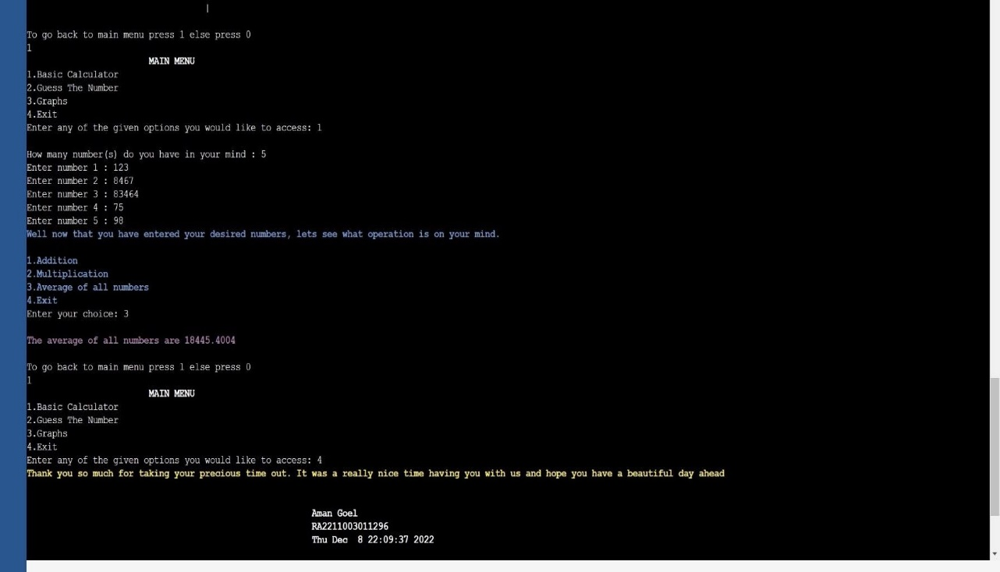 To go back to main menu press 1 else press 0
1
MAIN MENU
1.Basic Calculator
2.Guess The Number
3.Graphs
4.Exit
Enter any of the given options you would like to access: 1
How many number(s) do you have in your mind : 5
Enter number 1 : 123
Enter number 2 : 8467
Enter number 3 : 83464
Enter number 4 : 75
Enter number 5 : 98
Well now that you have entered your desired numbers, lets see what operation is on your mind.
1.Addition
2.Multiplication
3.Average of all numbers
4.Exit
Enter your choice: 3
The average of all numbers are 18445.4004
To go back to main menu press 1 else press 0
1
MAIN MENU
1.Basic Calculator
2.Guess The Number
3.Graphs
4.Exit
Enter any of the given options you would like to access: 4
Thank you so much for taking your precious time out. It was a really nice time having you with us and hope you have a beautiful day ahead
Aman Goel
RA2211003011296
Thu Dec  8 22:09:37 2022